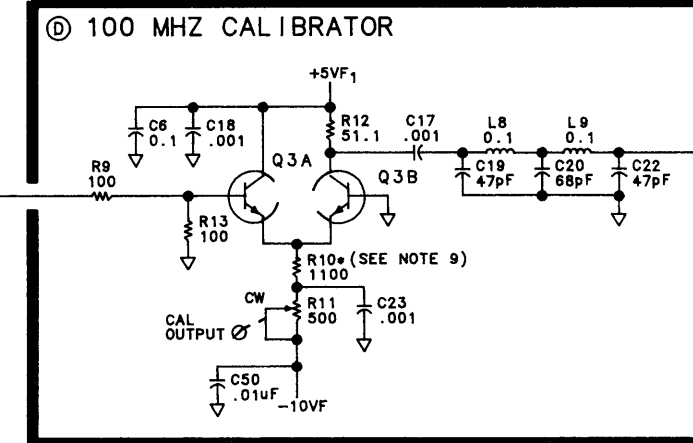 D 100 MHZ CALIBRATOR
+5VF1
C6
0.1
C18
.001
R12
51.1
C17
.001
L8
0.1
L9
0.1
Q3A
Q3B
C19
47pF
C20
68pF
C22
47pF
R9
100
R13
100
R10* (SEE NOTE 9)
1100
CW
R11
500
C23
.001
CAL
OUTPUT
C50
.01uF
-10VF